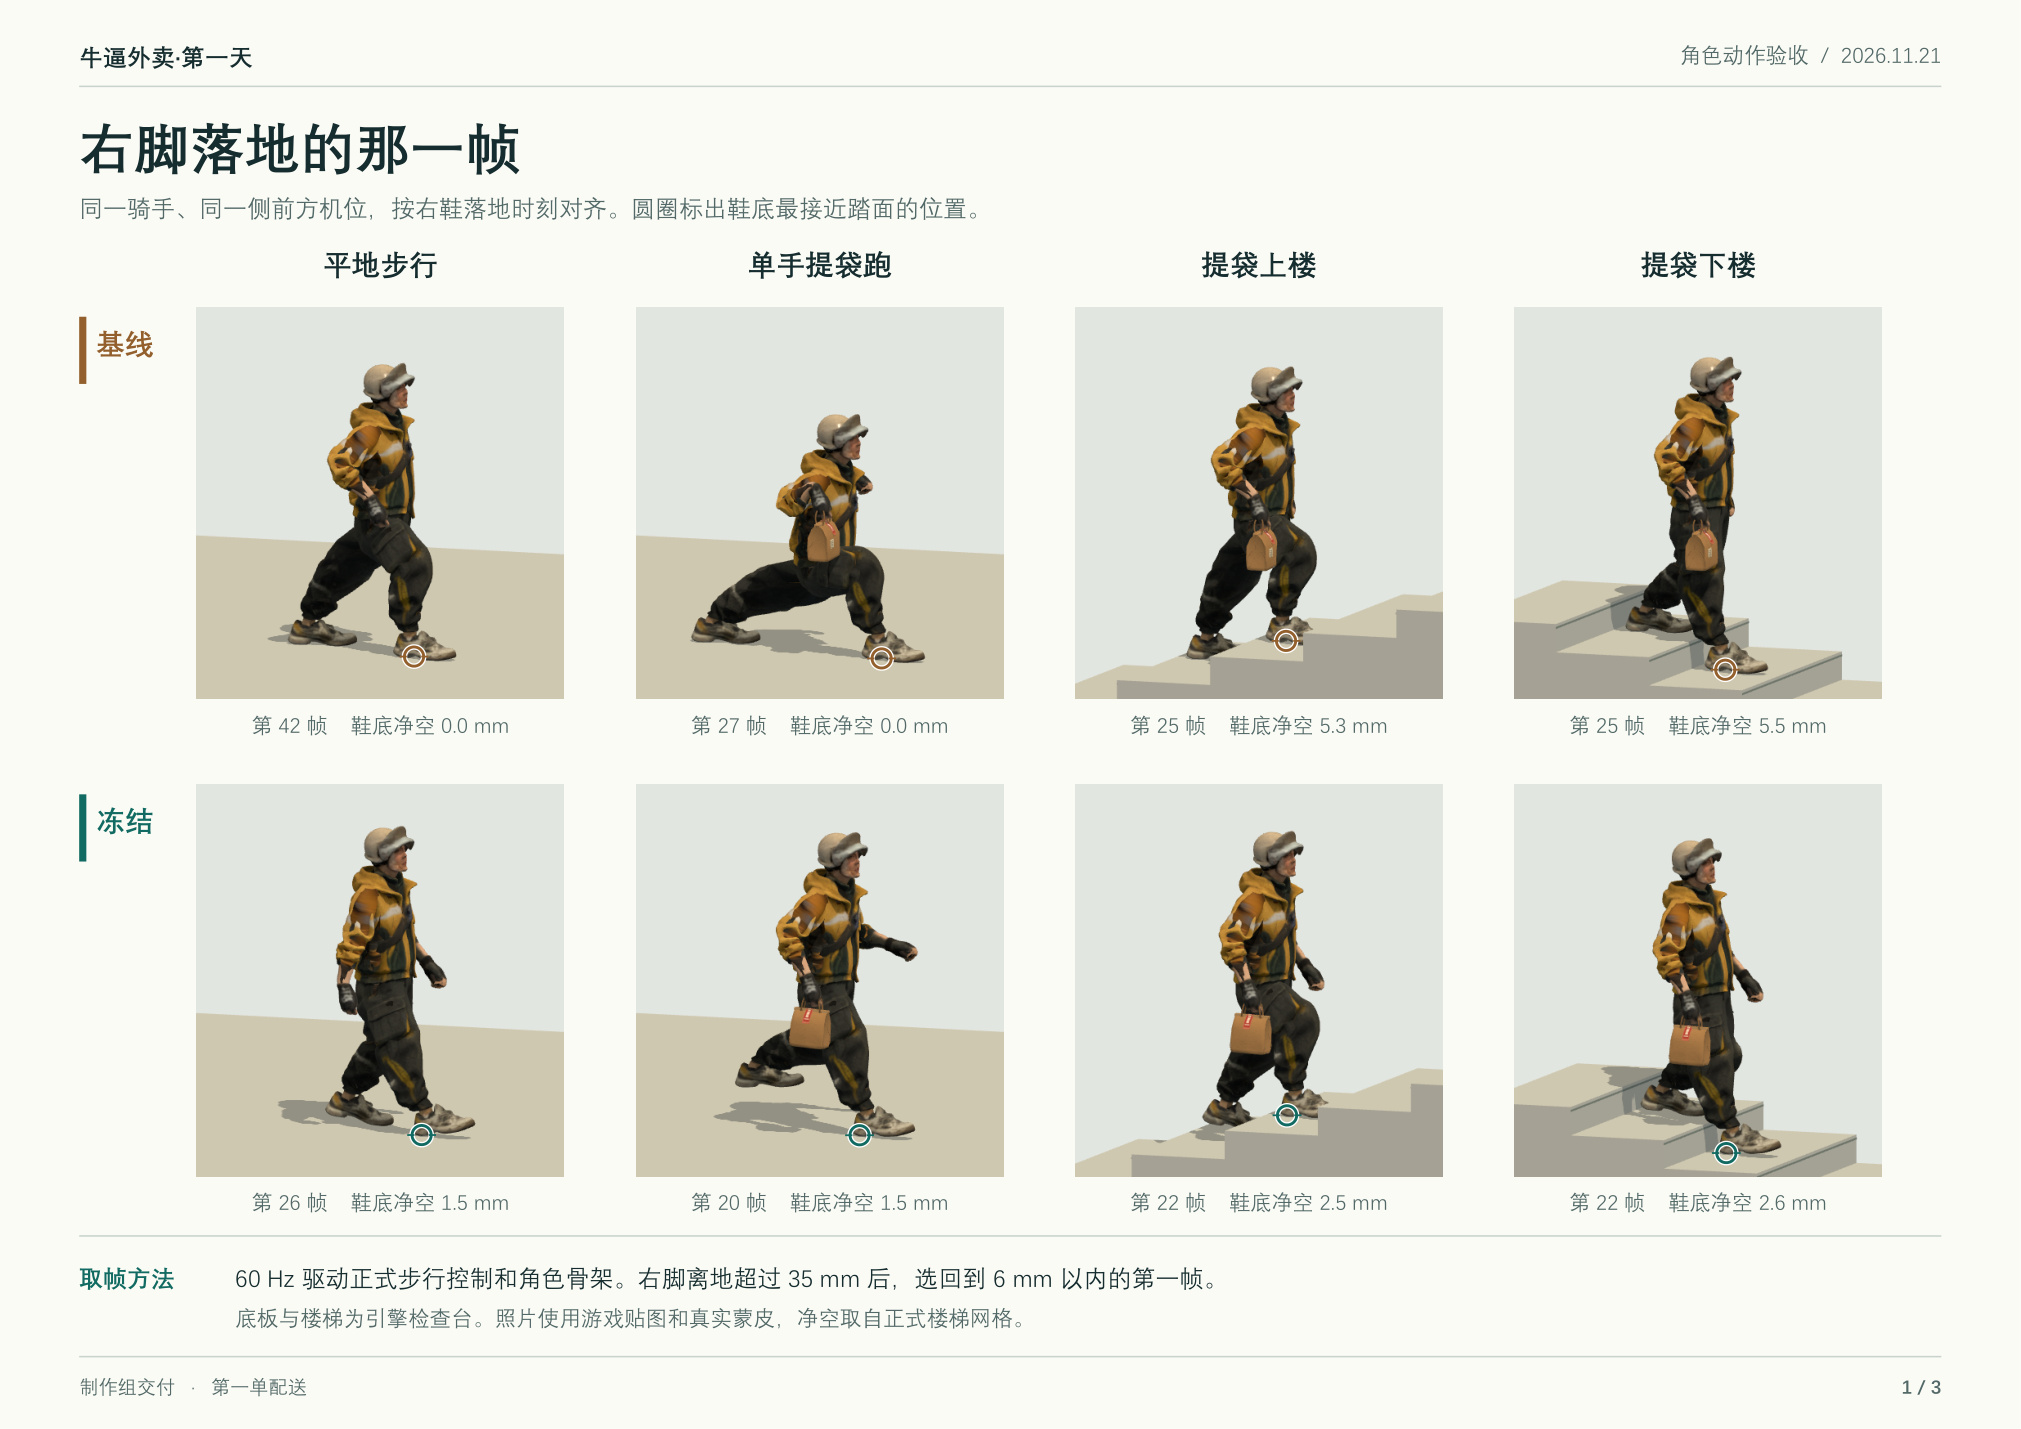 牛逼外卖·第一天
角色动作验收 / 2026.11.21
右脚落地的那一帧
同一骑手、同一侧前方机位，按右鞋落地时刻对齐。圆圈标出鞋底最接近踏面的位置。
平地步行
单手提袋跑
提袋上楼
提袋下楼
基线
第 42 帧 鞋底净空 0.0 mm
第 27 帧 鞋底净空 0.0 mm
第 25 帧 鞋底净空 5.3 mm
第 25 帧 鞋底净空 5.5 mm
冻结
第 26 帧 鞋底净空 1.5 mm
第 20 帧 鞋底净空 1.5 mm
第 22 帧 鞋底净空 2.5 mm
第 22 帧 鞋底净空 2.6 mm
取帧方法
60 Hz 驱动正式步行控制和角色骨架。右脚离地超过 35 mm 后，选回到 6 mm 以内的第一帧。
底板与楼梯为引擎检查台。照片使用游戏贴图和真实蒙皮，净空取自正式楼梯网格。
制作组交付 · 第一单配送
1 / 3